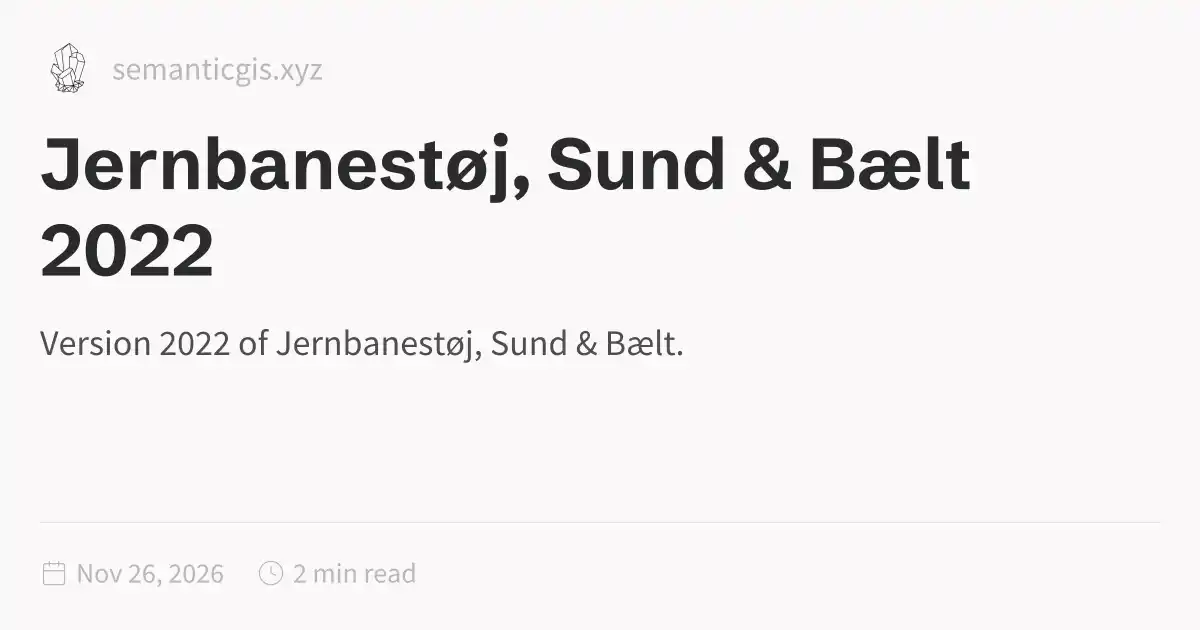 semanticgis.xyz
Jernbanestøj, Sund & Bælt
2022
Version 2022 of Jernbanestøj, Sund & Bælt.
Nov 26, 2026 2 min read